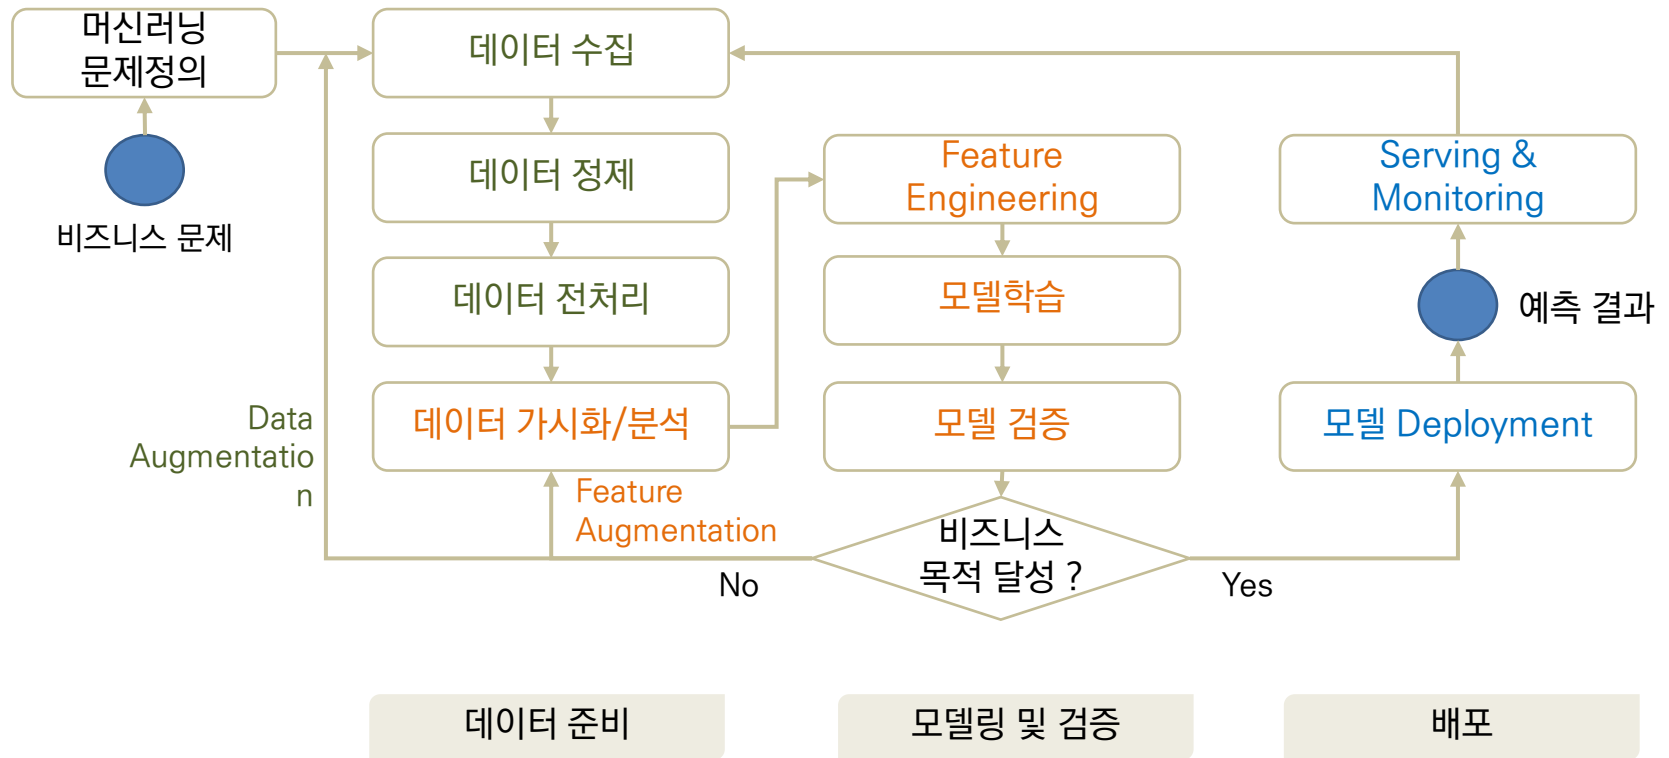 머신러닝
문제정의
비즈니스 문제
데이터 수집
데이터 정제
데이터 전처리
데이터 가시화/분석
Data
Augmentatio
n
Feature
Augmentation
No
Feature
Engineering
모델학습
모델 검증
비즈니스
목적 달성 ?
Yes
Serving &
Monitoring
예측 결과
모델 Deployment
데이터 준비
모델링 및 검증
배포